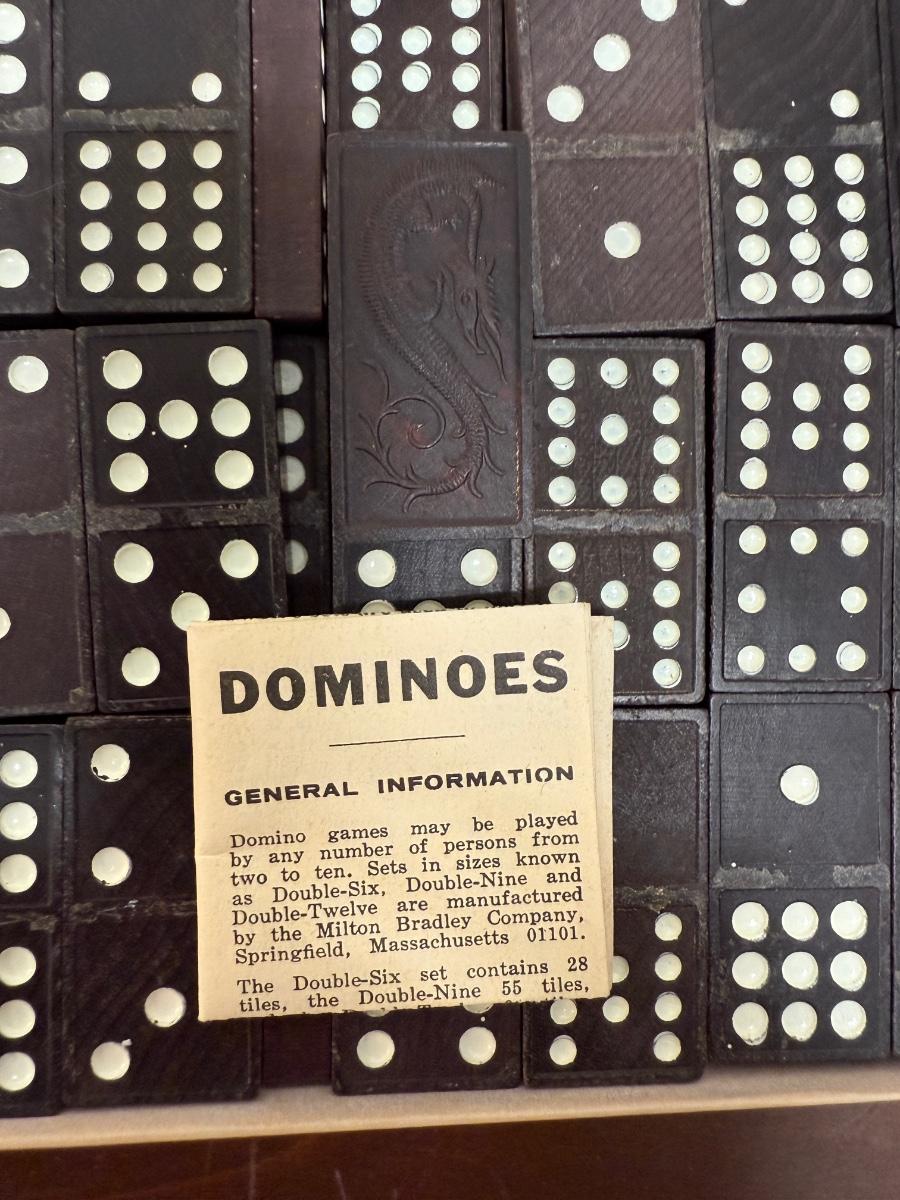 DOMINOES
GENERAL INFORMATION
Domino games may be played
by any number of persons from
two to ten. Sets in sizes known
as Double-Six, Double-Nine and
Double-Twelve are manufactured
by the Milton Bradley Company,
Springfield, Massachusetts 01101.
The Double-Six set contains 28
tiles, the Double-Nine 55 tiles,